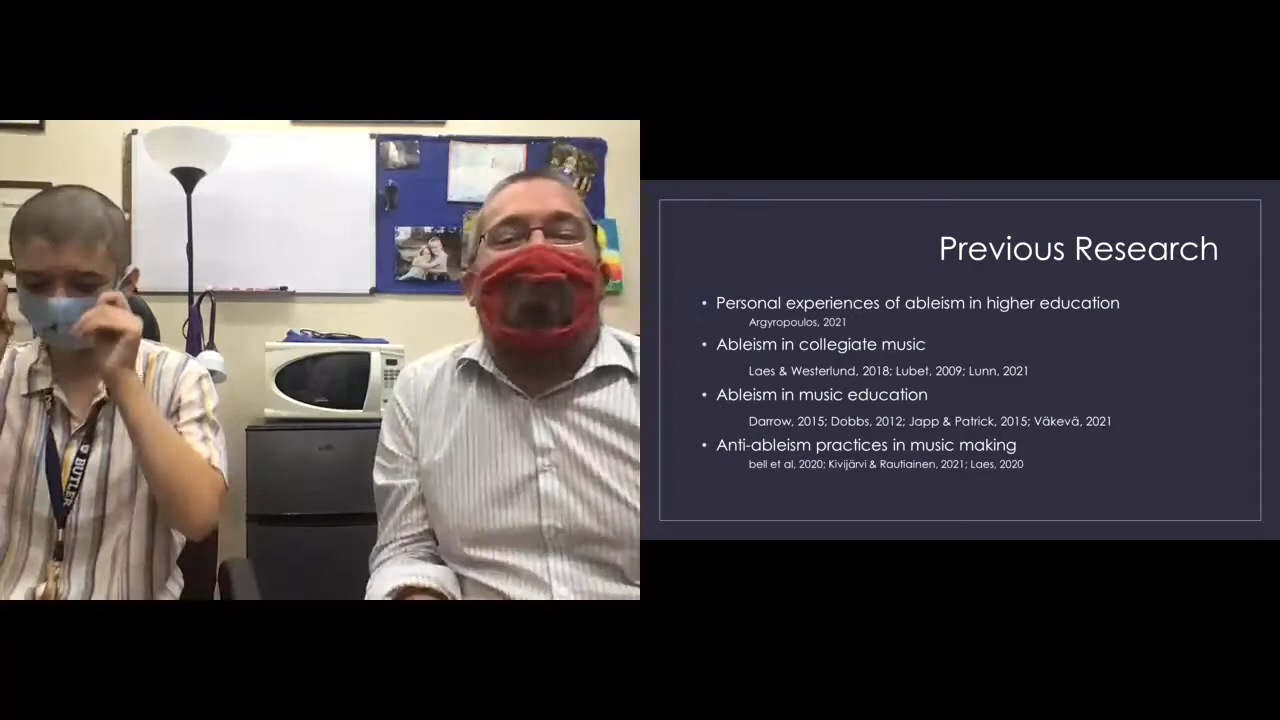 BUTLER
Previous Research
• Personal experiences of ableism in higher education
Argyropoulos, 2021
• Ableism in collegiate music
Laes & Westerlund, 2018; Lubet, 2009; Lunn, 2021
• Ableism in music education
Darrow, 2015; Dobbs, 2012; Japp & Patrick, 2015; Väkevä, 2021
• Anti-ableism practices in music making
bell et al, 2020; Kivijärvi & Rautiainen, 2021; Laes, 2020